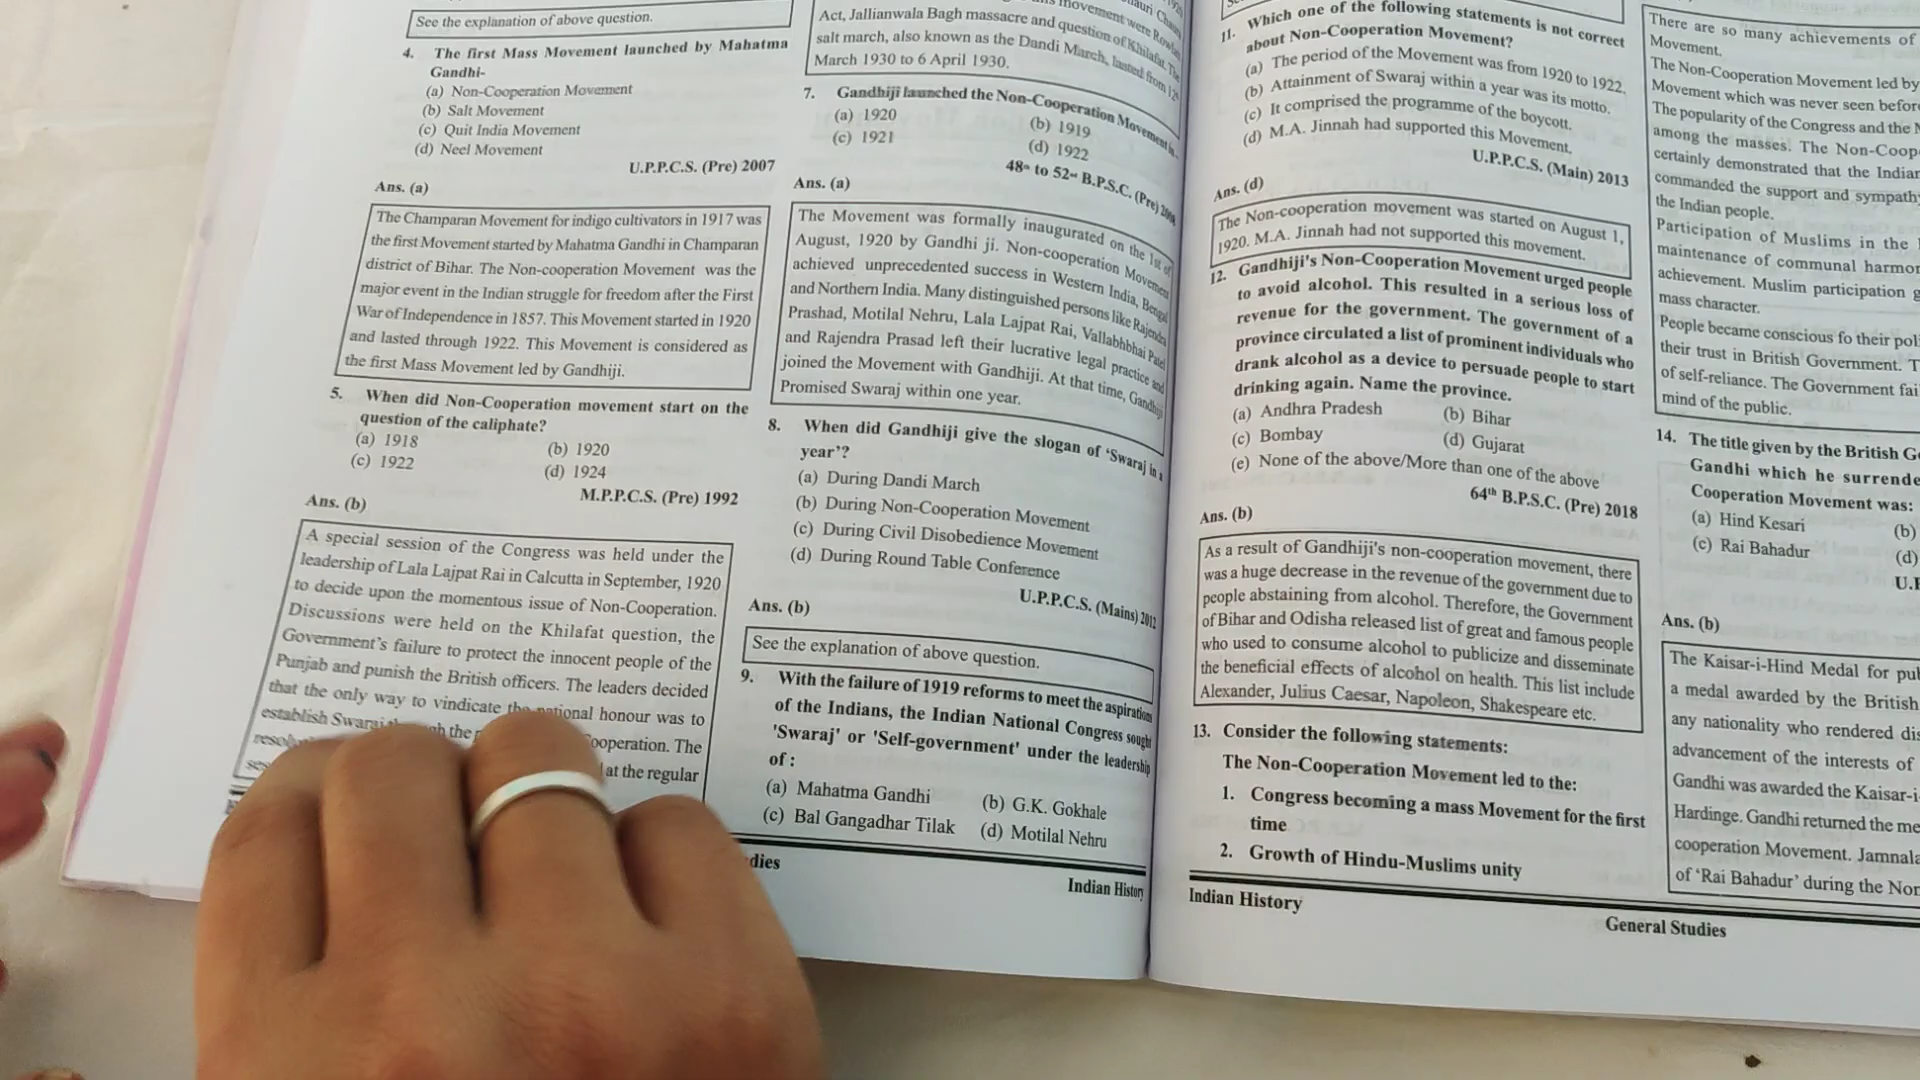 See the explanation of above question.
4. The first Mass Movement launched by Mahatma
Gandhi-
(a) Non-Cooperation Movement
(b) Salt Movement
(c) Quit India Movement
(d) Neel Movement
U.P.P.C.S. (Pre) 2007
Ans. (a)
The Champaran Movement for indigo cultivators in 1917 was
the first Movement started by Mahatma Gandhi in Champaran
district of Bihar. The Non-cooperation Movement was the
major event in the Indian struggle for freedom after the First
War of Independence in 1857. This Movement started in 1920
and lasted through 1922. This Movement is considered as
the first Mass Movement led by Gandhiji.
5. When did Non-Cooperation movement start on the
question of the caliphate?
(a) 1918 (b) 1920
(c) 1922 (d) 1924
M.P.P.C.S. (Pre) 1992
Ans. (b)
A special session of the Congress was held under the
leadership of Lala Lajpat Rai in Calcutta in September, 1920
to decide upon the momentous issue of Non-Cooperation.
Discussions were held on the Khilafat question, the
Government's failure to protect the innocent people of the
Punjab and punish the British officers. The leaders decided
that the only way to vindicate the national honour was to
establish Swaraj the
The
at the regular
movement were
Act, Jallianwala Bagh massacre and question of Khilafat. The
salt march, also known as the Dandi March, lasted from 12
March 1930 to 6 April 1930.
7. Gandhiji launched the Non-Cooperation Movement in
(a) 1920 (b) 1919
(c) 1921 (d) 1922
48th to 52nd B.P.S.C. (Pre)
Ans. (a)
The Movement was formally inaugurated on the 1st of
August, 1920 by Gandhi ji. Non-cooperation Movement
achieved unprecedented success in Western India, Bengal
and Northern India. Many distinguished persons like Rajendra
Prashad, Motilal Nehru, Lala Lajpat Rai, Vallabhbhai Patel
and Rajendra Prasad left their lucrative legal practice and
joined the Movement with Gandhiji. At that time, Gandhiji
Promised Swaraj within one year.
8. When did Gandhiji give the slogan of 'Swaraj in a
year'?
(a) During Dandi March
(b) During Non-Cooperation Movement
(c) During Civil Disobedience Movement
(d) During Round Table Conference
U.P.P.C.S. (Mains) 2012
Ans. (b)
See the explanation of above question.
9. With the failure of 1919 reforms to meet the aspirations
of the Indians, the Indian National Congress sought
'Swaraj' or 'Self-government' under the leadership
of :
(a) Mahatma Gandhi (b) G.K. Gokhale
(c) Bal Gangadhar Tilak (d) Motilal Nehru
Indian History
11. Which one of the following statements is not correct
about Non-Cooperation Movement?
(a) The period of the Movement was from 1920 to 1922.
(b) Attainment of Swaraj within a year was its motto.
(c) It comprised the programme of the boycott.
(d) M.A. Jinnah had supported this Movement.
U.P.P.C.S. (Main) 2013
Ans. (d)
The Non-cooperation movement was started on August 1,
1920. M.A. Jinnah had not supported this movement.
12. Gandhiji's Non-Cooperation Movement urged people
to avoid alcohol. This resulted in a serious loss of
revenue for the government. The government of a
province circulated a list of prominent individuals who
drank alcohol as a device to persuade people to start
drinking again. Name the province.
(a) Andhra Pradesh (b) Bihar
(c) Bombay (d) Gujarat
(e) None of the above/More than one of the above
64th B.P.S.C. (Pre) 2018
Ans. (b)
As a result of Gandhiji's non-cooperation movement, there
was a huge decrease in the revenue of the government due to
people abstaining from alcohol. Therefore, the Government
of Bihar and Odisha released list of great and famous people
who used to consume alcohol to publicize and disseminate
the beneficial effects of alcohol on health. This list include
Alexander, Julius Caesar, Napoleon, Shakespeare etc.
13. Consider the following statements:
The Non-Cooperation Movement led to the:
1. Congress becoming a mass Movement for the first
time
2. Growth of Hindu-Muslims unity
Indian History
General Studies
There are so many achievements of
Movement.
The Non-Cooperation Movement led by
Movement which was never seen before
The popularity of the Congress and the
among the masses. The Non-Coop
certainly demonstrated that the Indian
commanded the support and sympathy
the Indian people.
Participation of Muslims in the
maintenance of communal harmon
achievement. Muslim participation g
mass character.
People became conscious fo their pol
their trust in British Government. T
of self-reliance. The Government fai
mind of the public.
14. The title given by the British G
Gandhi which he surrende
Cooperation Movement was:
(a) Hind Kesari (b)
(c) Rai Bahadur (d)
Ans. (b)
The Kaisar-i-Hind Medal for pu
a medal awarded by the British
any nationality who rendered dis
advancement of the interests of
Gandhi was awarded the Kaisar-i-
Hardinge. Gandhi returned the me
cooperation Movement. Jamnala
of 'Rai Bahadur' during the Non